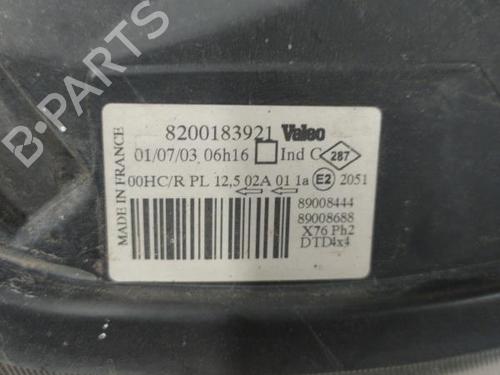 B-PARTS
8200183921 Valeo
01/07/03 06h16 Ind C 287
00HC/R PL 12,5 02A 01 1a E2 2051
89008444
89008688
X76 Ph2
DTD4x4
MADE IN FRANCE